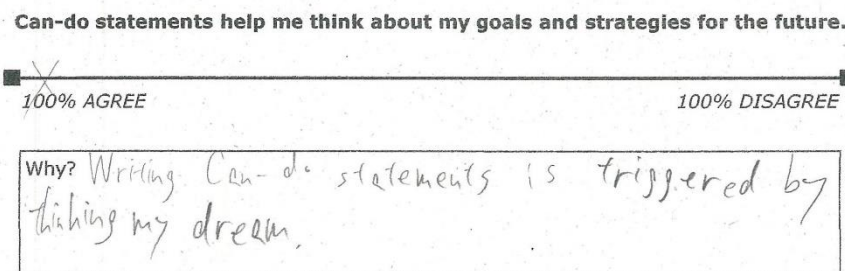 Can-do statements help me think about my goals and strategies for the future.
100% AGREE 100% DISAGREE
Why? Writing Can-do statements is triggered by
thinking my dream.